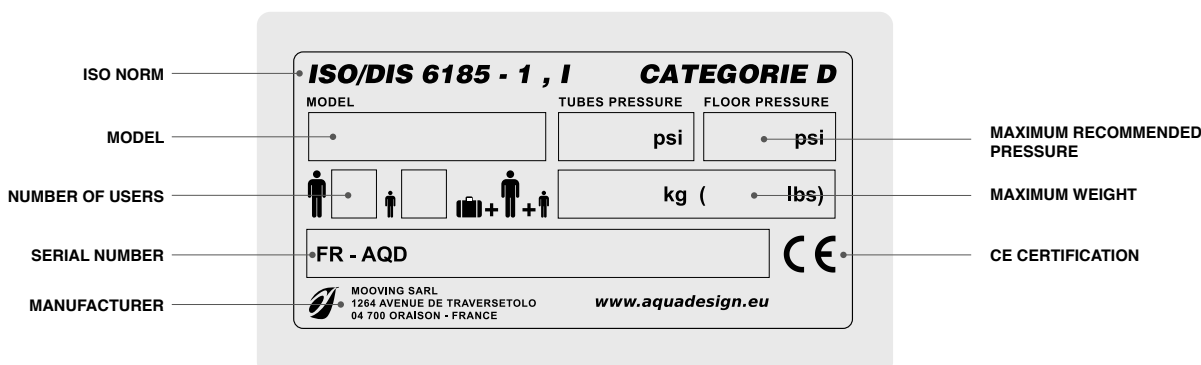 ISO NORM
ISO/DIS 6185 - 1 , I CATEGORIE D
MODEL TUBES PRESSURE FLOOR PRESSURE
MODEL
psi psi
MAXIMUM RECOMMENDED
PRESSURE
NUMBER OF USERS
+ +
kg ( lbs)
MAXIMUM WEIGHT
SERIAL NUMBER
FR - AQD
CE
CE CERTIFICATION
MANUFACTURER
MOOVING SARL
1264 AVENUE DE TRAVERSETOLO
04 700 ORAISON - FRANCE
www.aquadesign.eu